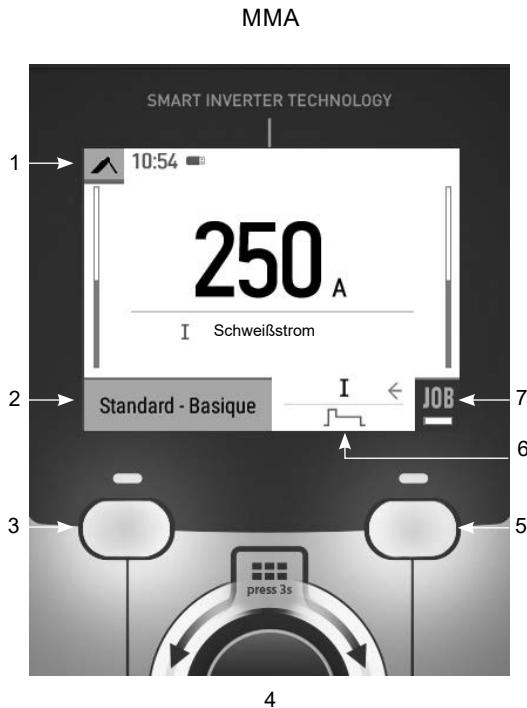 MMA
SMART INVERTER TECHNOLOGY
1
10:54
250 A
I Schweißstrom
2
Standard - Basique
I
JOB
7
6
3
5
press 3s
4